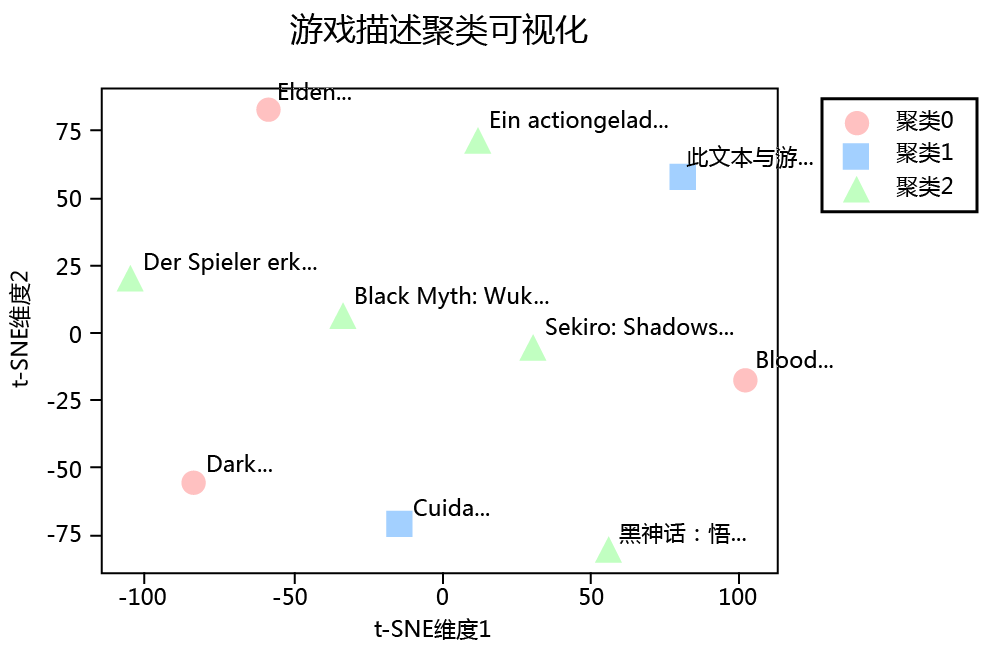 游戏描述聚类可视化
Elden...
Ein actiongelad...
此文本与游...
Der Spieler erk...
Black Myth: Wuk...
Sekiro: Shadows...
Blood...
Dark...
Cuida...
黑神话：悟...
聚类0
聚类1
聚类2
t-SNE维度2
75
50
25
0
-25
-50
-75
-100
-50
0
50
100
t-SNE维度1